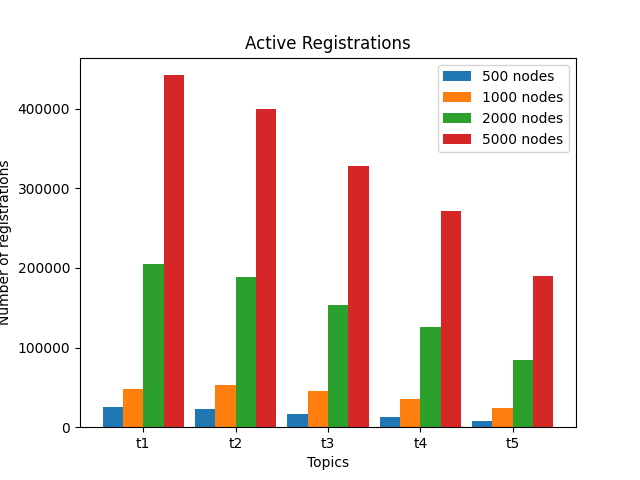 Active Registrations
500 nodes
1000 nodes
2000 nodes
5000 nodes
Number of registrations
400000
300000
200000
100000
0
t1 t2 t3 t4 t5
Topics